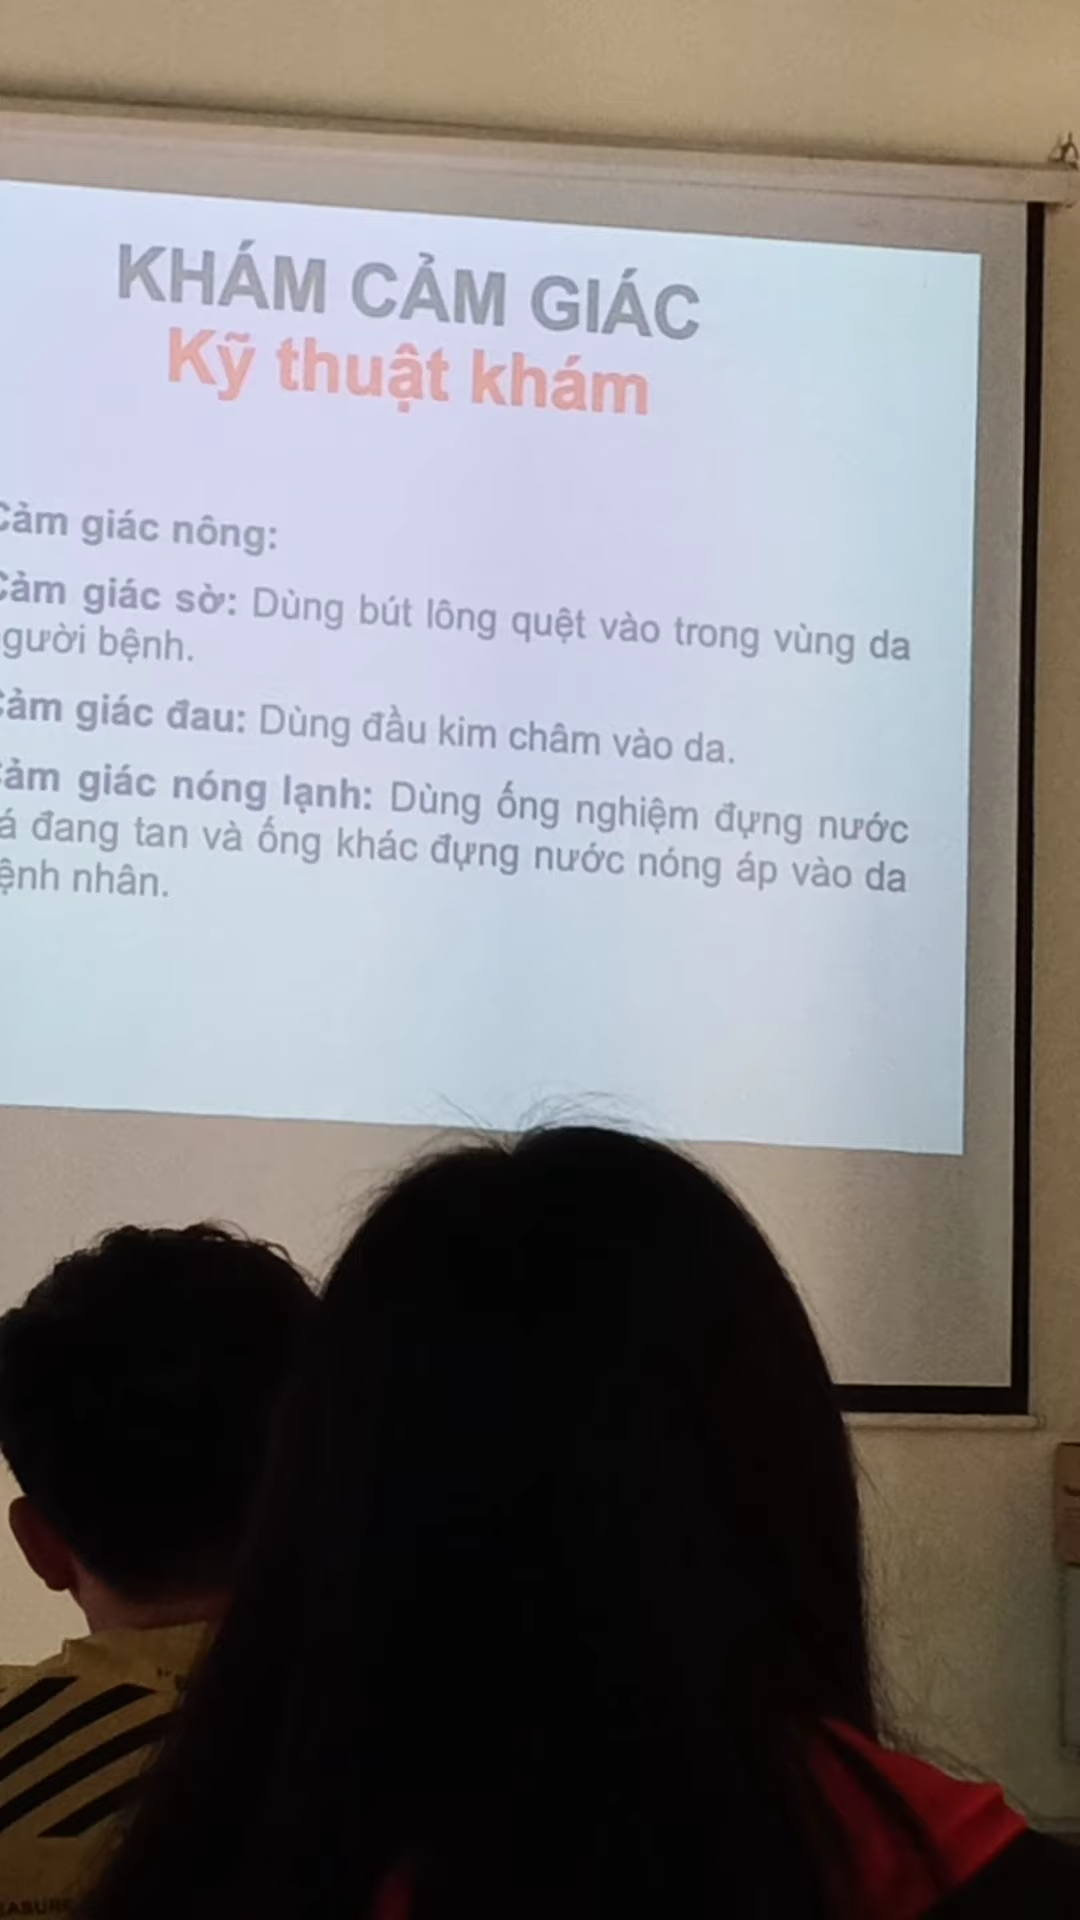 KHÁM CẢM GIÁC
Kỹ thuật khám
Cảm giác nông:
Cảm giác sờ: Dùng bút lông quệt vào trong vùng da
người bệnh.
Cảm giác đau: Dùng đầu kim châm vào da.
Cảm giác nóng lạnh: Dùng ống nghiệm đựng nước
đá đang tan và ống khác đựng nước nóng áp vào da
bệnh nhân.